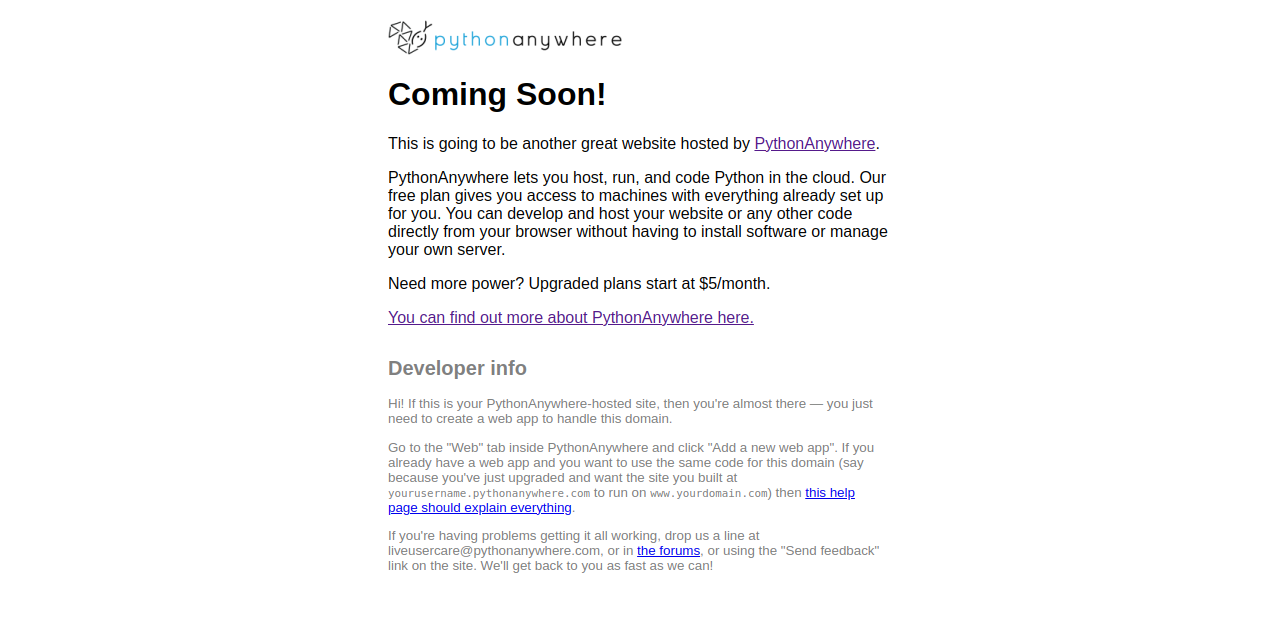 pythonanywhere
Coming Soon!
This is going to be another great website hosted by PythonAnywhere.
PythonAnywhere lets you host, run, and code Python in the cloud. Our
free plan gives you access to machines with everything already set up
for you. You can develop and host your website or any other code
directly from your browser without having to install software or manage
your own server.
Need more power? Upgraded plans start at $5/month.
You can find out more about PythonAnywhere here.
Developer info
Hi! If this is your PythonAnywhere-hosted site, then you're almost there — you just
need to create a web app to handle this domain.
Go to the "Web" tab inside PythonAnywhere and click "Add a new web app". If you
already have a web app and you want to use the same code for this domain (say
because you've just upgraded and want the site you built at
yourusername.pythonanywhere.com to run on www.yourdomain.com) then this help
page should explain everything.
If you're having problems getting it all working, drop us a line at
liveusercare@pythonanywhere.com, or in the forums, or using the "Send feedback"
link on the site. We'll get back to you as fast as we can!